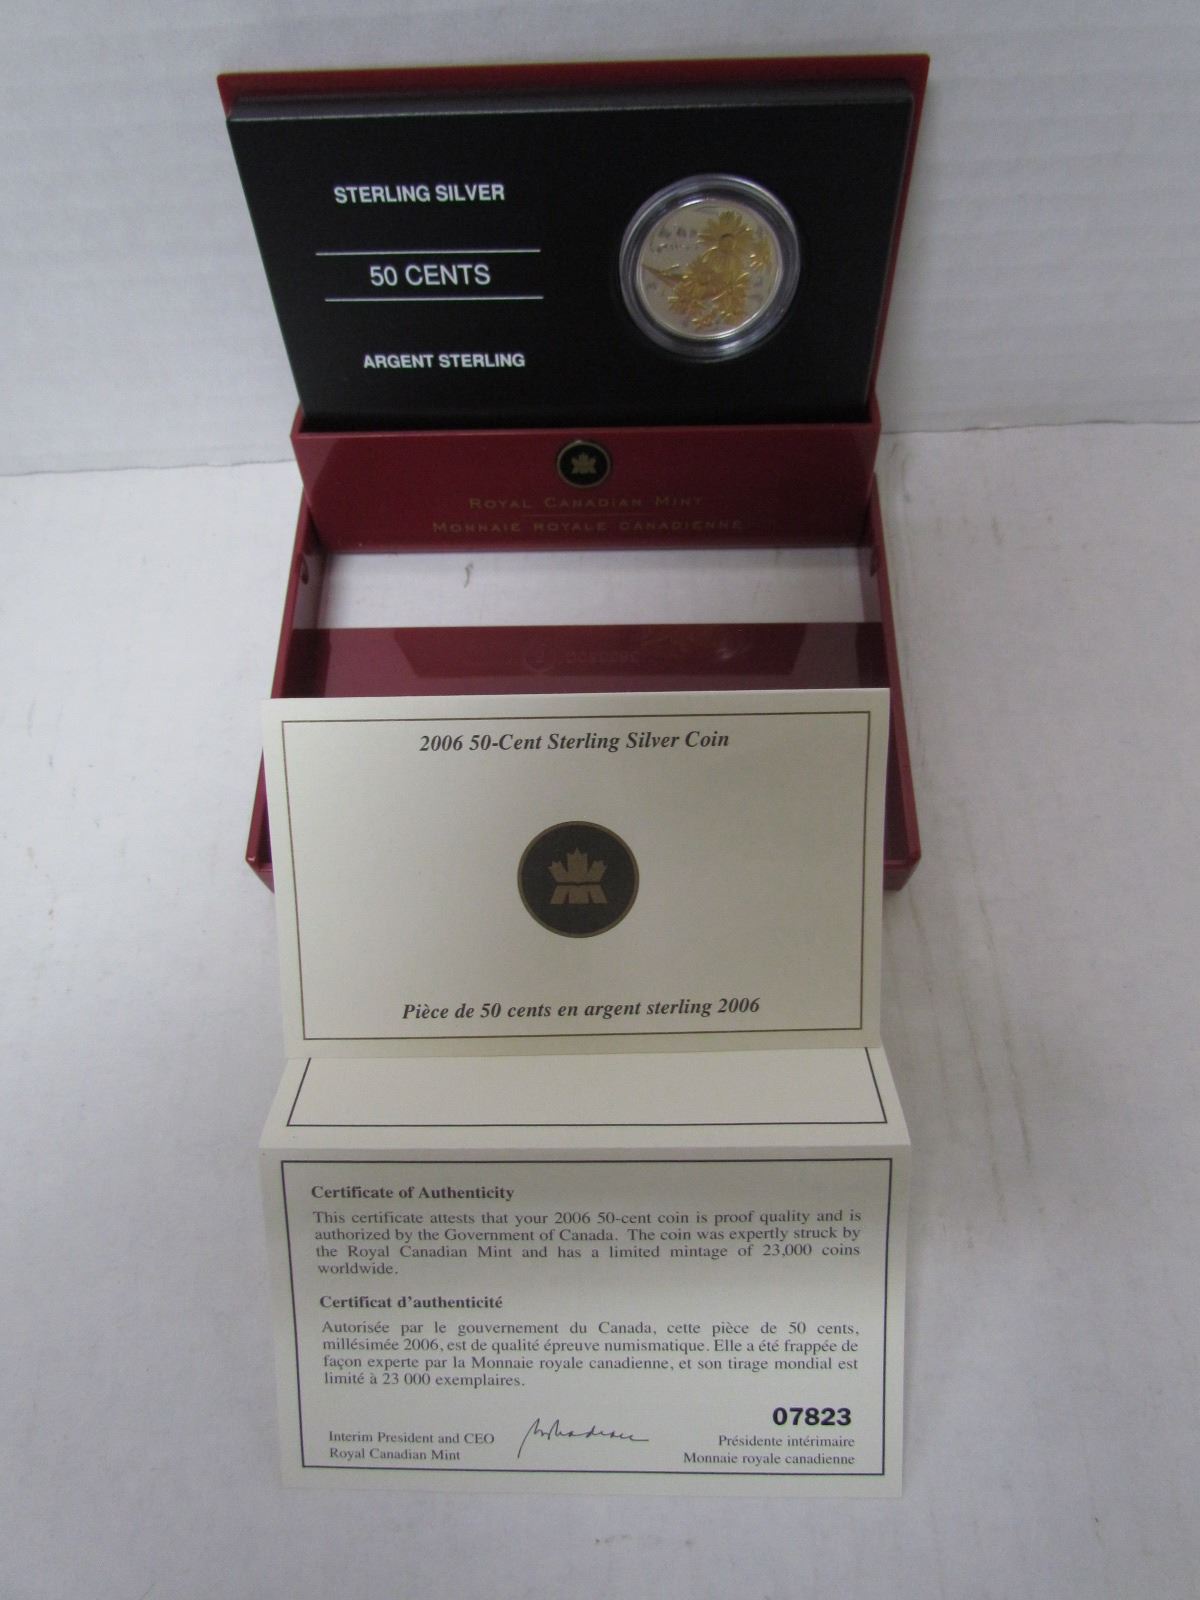 STERLING SILVER
50 CENTS
ARGENT STERLING
ROYAL CANADIAN MINT
MONNAIE ROYALE CANADIENNE
2006 50-Cent Sterling Silver Coin
Pièce de 50 cents en argent sterling 2006
Certificate of Authenticity
This certificate attests that your 2006 50-cent coin is proof quality and is
authorized by the Government of Canada. The coin was expertly struck by
the Royal Canadian Mint and has a limited mintage of 23,000 coins
worldwide.
Certificat d'authenticité
Autorisée par le gouvernement du Canada, cette pièce de 50 cents,
millésimée 2006, est de qualité épreuve numismatique. Elle a été frappée de
façon experte par la Monnaie royale canadienne, et son tirage mondial est
limité à 23 000 exemplaires.
07823
Interim President and CEO
Royal Canadian Mint
Présidente intérimaire
Monnaie royale canadienne